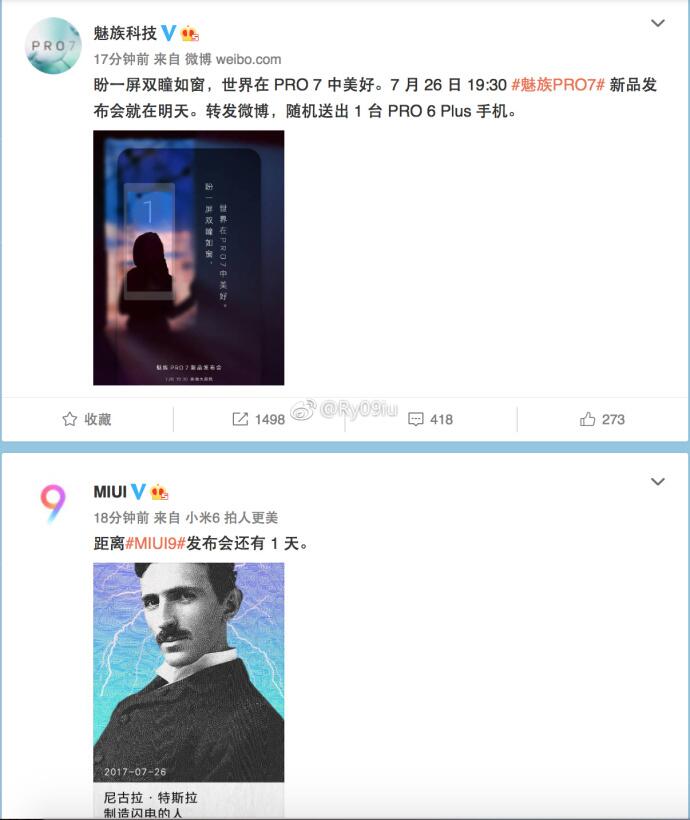 PRO7
魅族科技
17分钟前 来自 微博 weibo.com
盼一屏双瞳如窗，世界在 PRO 7 中美好。7 月 26 日 19:30 #魅族PRO7# 新品发
布会就在明天。转发微博，随机送出 1 台 PRO 6 Plus 手机。
1
盼一屏双瞳如窗，
世界在PRO7中美好。
魅族 PRO 7 新品发布会
收藏
1498
@Ry09iu
418
273
9
MIUI
18分钟前 来自 小米6 拍人更美
距离#MIUI9#发布会还有 1 天。
2017-07-26
尼古拉·特斯拉
制造闪电的人